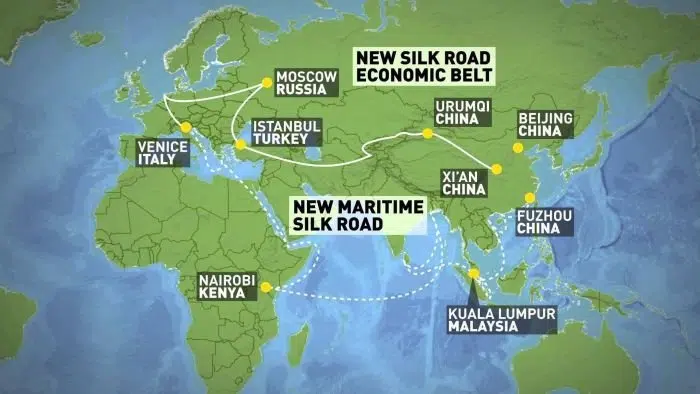 NEW SILK ROAD
ECONOMIC BELT
MOSCOW
RUSSIA
URUMQI
CHINA
BEIJING
CHINA
ISTANBUL
TURKEY
VENICE
ITALY
XI'AN
CHINA
NEW MARITIME
SILK ROAD
FUZHOU
CHINA
NAIROBI
KENYA
KUALA LUMPUR
MALAYSIA